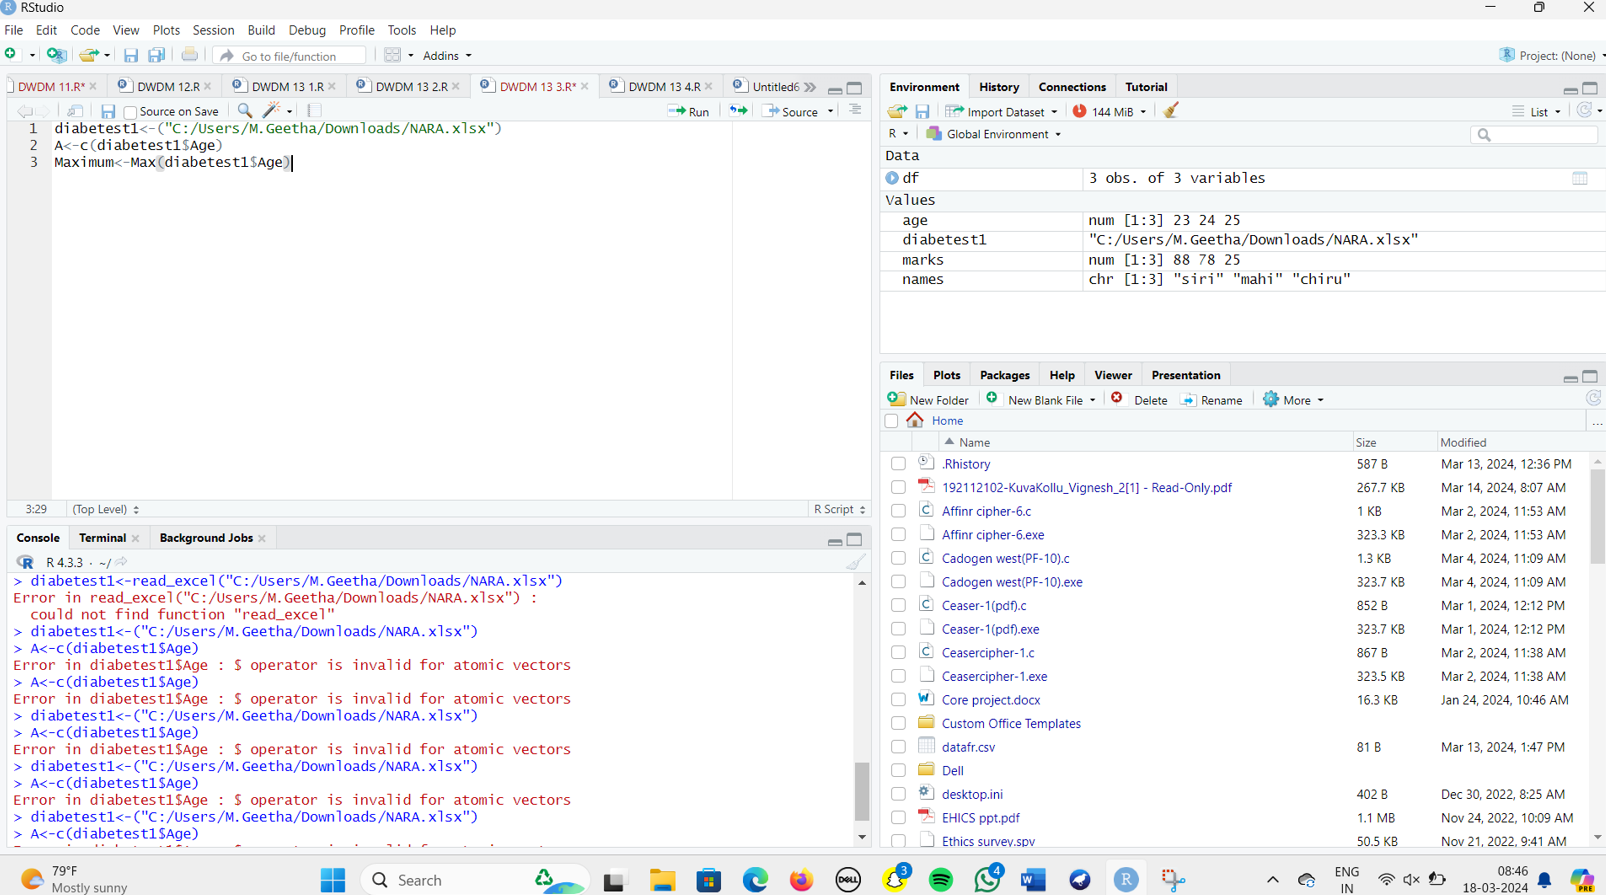 RStudio
File Edit Code View Plots Session Build Debug Profile Tools Help
Go to file/function Addins Project: (None)
DWDM 11.R* DWDM 12.R DWDM 13 1.R DWDM 13 2.R DWDM 13 3.R* DWDM 13 4.R Untitled6
Source on Save Run Source
1 diabetest1<-("C:/Users/M.Geetha/Downloads/NARA.xlsx")
2 A<-c(diabetest1$Age)
3 Maximum<-Max(diabetest1$Age)
3:29 (Top Level) R Script
Console Terminal Background Jobs
R 4.3.3 · ~/
> diabetest1<-read_excel("C:/Users/M.Geetha/Downloads/NARA.xlsx")
Error in read_excel("C:/Users/M.Geetha/Downloads/NARA.xlsx") :
could not find function "read_excel"
> diabetest1<-("C:/Users/M.Geetha/Downloads/NARA.xlsx")
> A<-c(diabetest1$Age)
Error in diabetest1$Age : $ operator is invalid for atomic vectors
> A<-c(diabetest1$Age)
Error in diabetest1$Age : $ operator is invalid for atomic vectors
> diabetest1<-("C:/Users/M.Geetha/Downloads/NARA.xlsx")
> A<-c(diabetest1$Age)
Error in diabetest1$Age : $ operator is invalid for atomic vectors
> diabetest1<-("C:/Users/M.Geetha/Downloads/NARA.xlsx")
> A<-c(diabetest1$Age)
Error in diabetest1$Age : $ operator is invalid for atomic vectors
> diabetest1<-("C:/Users/M.Geetha/Downloads/NARA.xlsx")
> A<-c(diabetest1$Age)
Environment History Connections Tutorial
Import Dataset 144 MiB List
R Global Environment
Data
df 3 obs. of 3 variables
Values
age num [1:3] 23 24 25
diabetest1 "C:/Users/M.Geetha/Downloads/NARA.xlsx"
marks num [1:3] 88 78 25
names chr [1:3] "siri" "mahi" "chiru"
Files Plots Packages Help Viewer Presentation
New Folder New Blank File Delete Rename More
Home ...
Name Size Modified
.Rhistory 587 B Mar 13, 2024, 12:36 PM
192112102-KuvaKollu_Vignesh_2[1] - Read-Only.pdf 267.7 KB Mar 14, 2024, 8:07 AM
Affinr cipher-6.c 1 KB Mar 2, 2024, 11:53 AM
Affinr cipher-6.exe 323.3 KB Mar 2, 2024, 11:53 AM
Cadogen west(PF-10).c 1.3 KB Mar 4, 2024, 11:09 AM
Cadogen west(PF-10).exe 323.7 KB Mar 4, 2024, 11:09 AM
Ceaser-1(pdf).c 852 B Mar 1, 2024, 12:12 PM
Ceaser-1(pdf).exe 323.7 KB Mar 1, 2024, 12:12 PM
Ceasercipher-1.c 867 B Mar 2, 2024, 11:38 AM
Ceasercipher-1.exe 323.5 KB Mar 2, 2024, 11:38 AM
Core project.docx 16.3 KB Jan 24, 2024, 10:46 AM
Custom Office Templates
datafr.csv 81 B Mar 13, 2024, 1:47 PM
Dell
desktop.ini 402 B Dec 30, 2022, 8:25 AM
EHICS ppt.pdf 1.1 MB Nov 24, 2022, 10:09 AM
Ethics survey.spv 50.5 KB Nov 21, 2022, 9:41 AM
79°F
Mostly sunny
Search
DELL
3
4
ENG
IN
08:46
18-03-2024
PRE